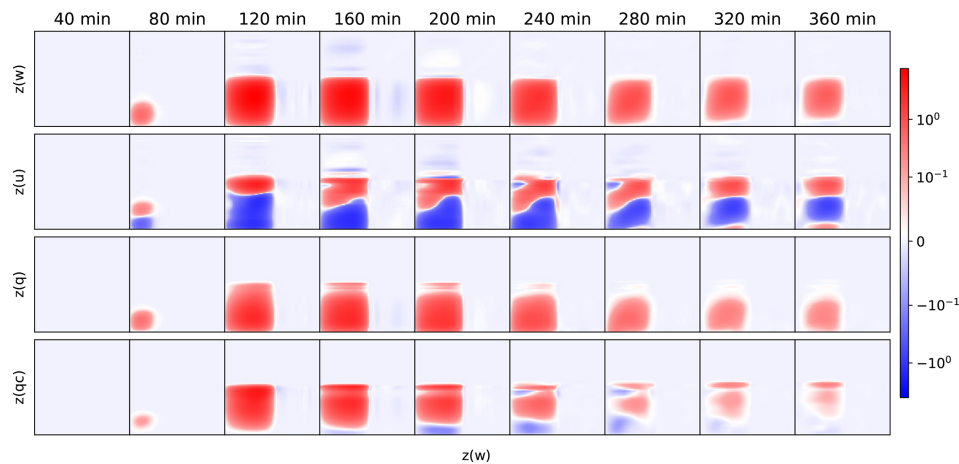 40 min 80 min 120 min 160 min 200 min 240 min 280 min 320 min 360 min
z(w)
z(u)
z(q)
z(qc)
z(w)
10⁰
10⁻¹
0
−10⁻¹
−10⁰